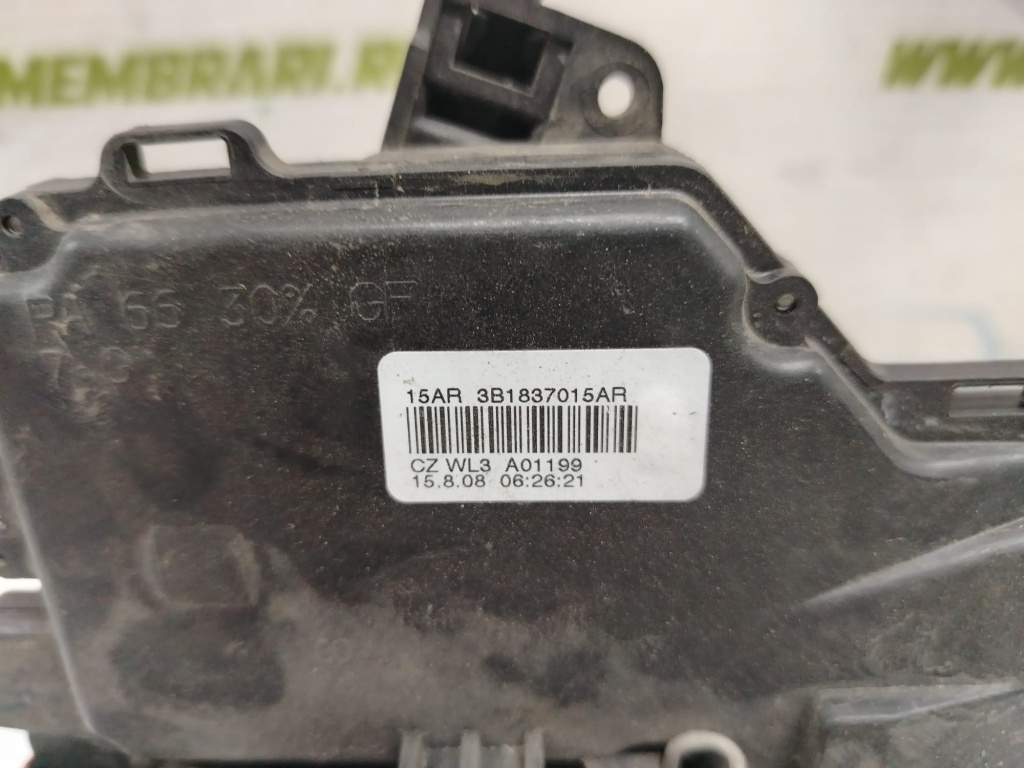 MEMBRARI.R
WWW.
PA 66 30% GF
15AR 3B1837015AR
CZ WL3 A01199
15.8.08 06:26:21